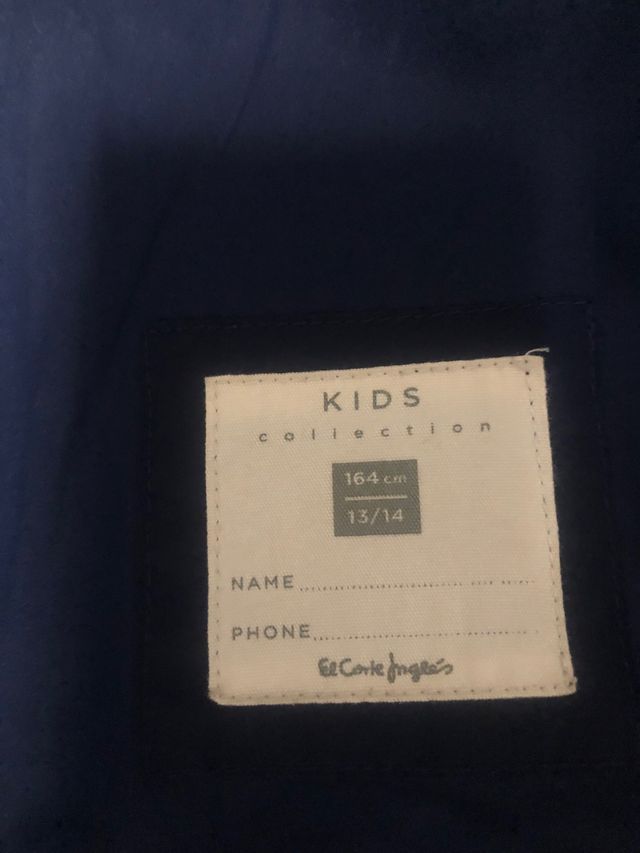 KIDS
collection
164 cm
13/14
NAME
PHONE
El Corte Inglés